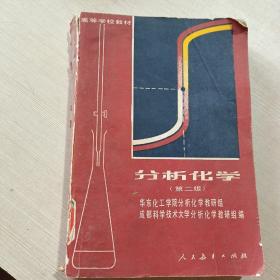 高等学校教材
分析化学
(第二版)
华东化工学院分析化学教研组
成都科学技术大学分析化学教研组编
人民教育出版社